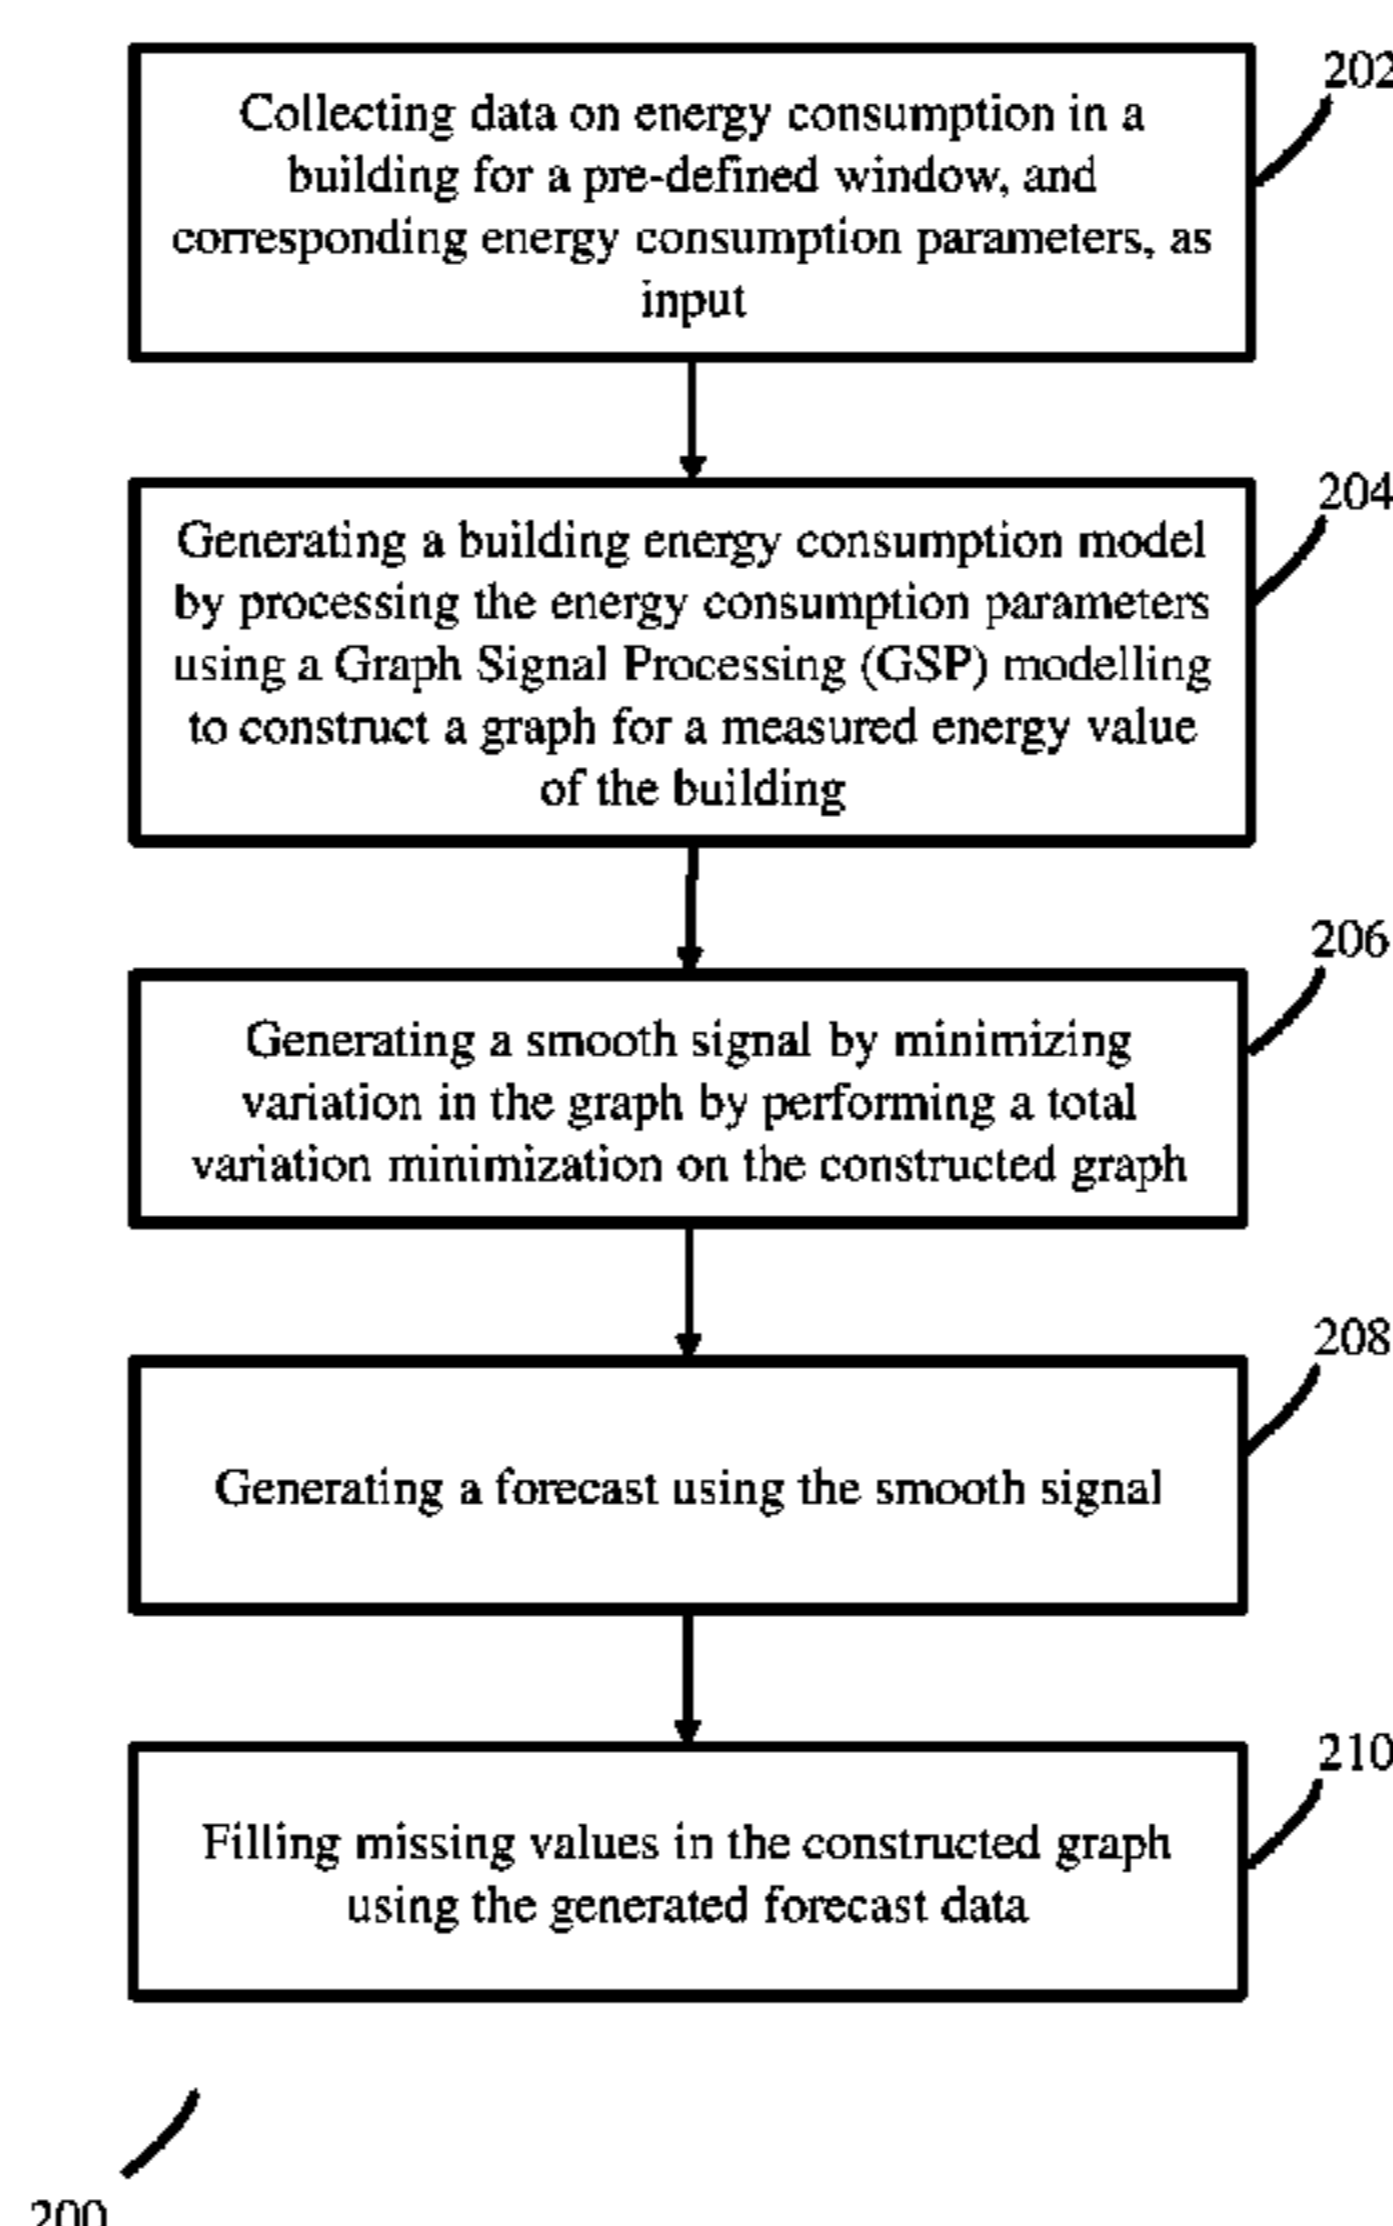 202
Collecting data on energy consumption in a
building for a pre-defined window, and
corresponding energy consumption parameters, as
input
204
Generating a building energy consumption model
by processing the energy consumption parameters
using a Graph Signal Processing (GSP) modelling
to construct a graph for a measured energy value
of the building
206
Generating a smooth signal by minimizing
variation in the graph by performing a total
variation minimization on the constructed graph
208
Generating a forecast using the smooth signal
210
Filling missing values in the constructed graph
using the generated forecast data
200